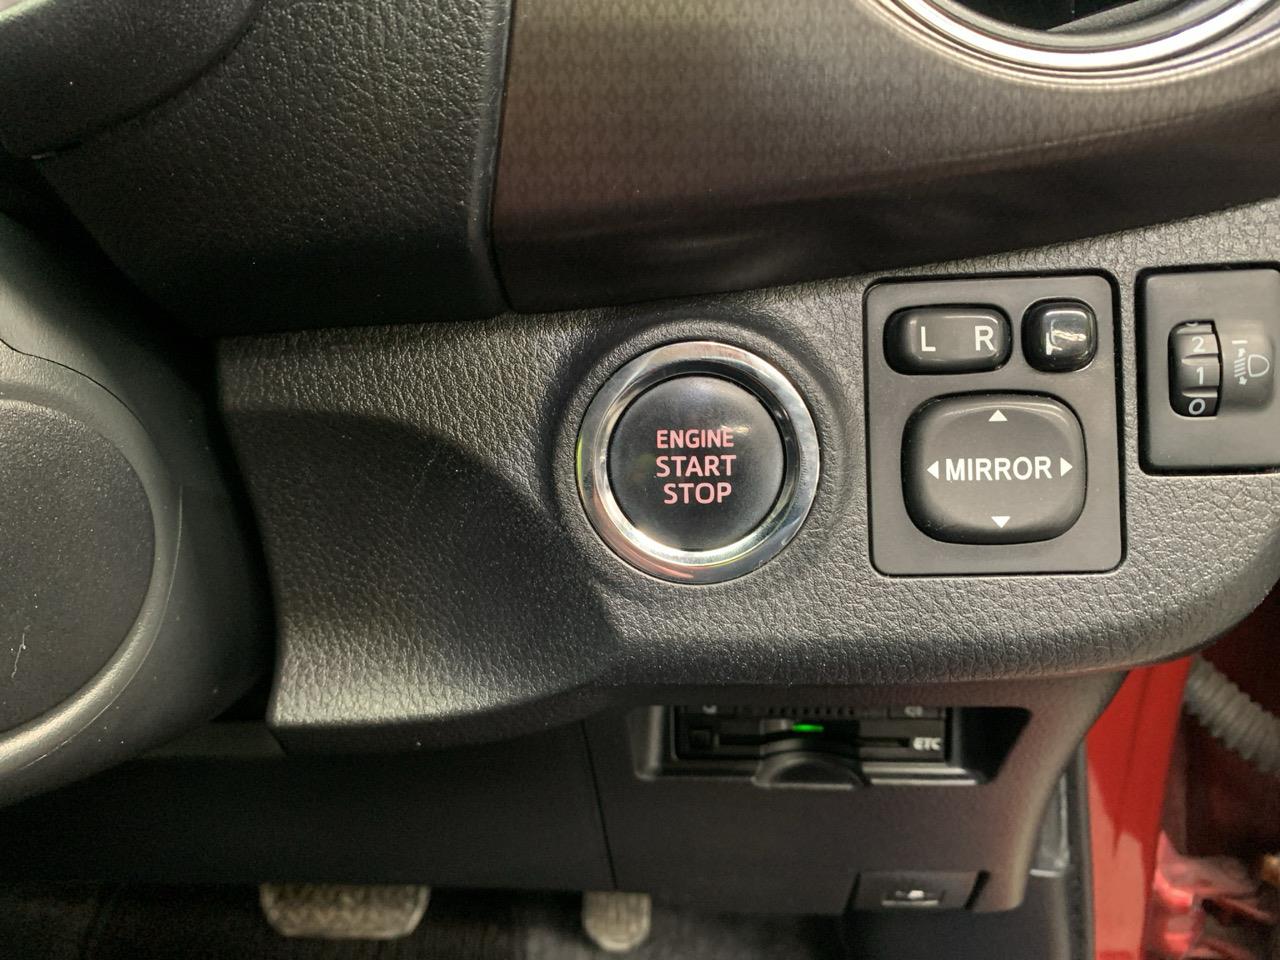 L R
ENGINE
START
STOP
MIRROR
2
1
0
ETC